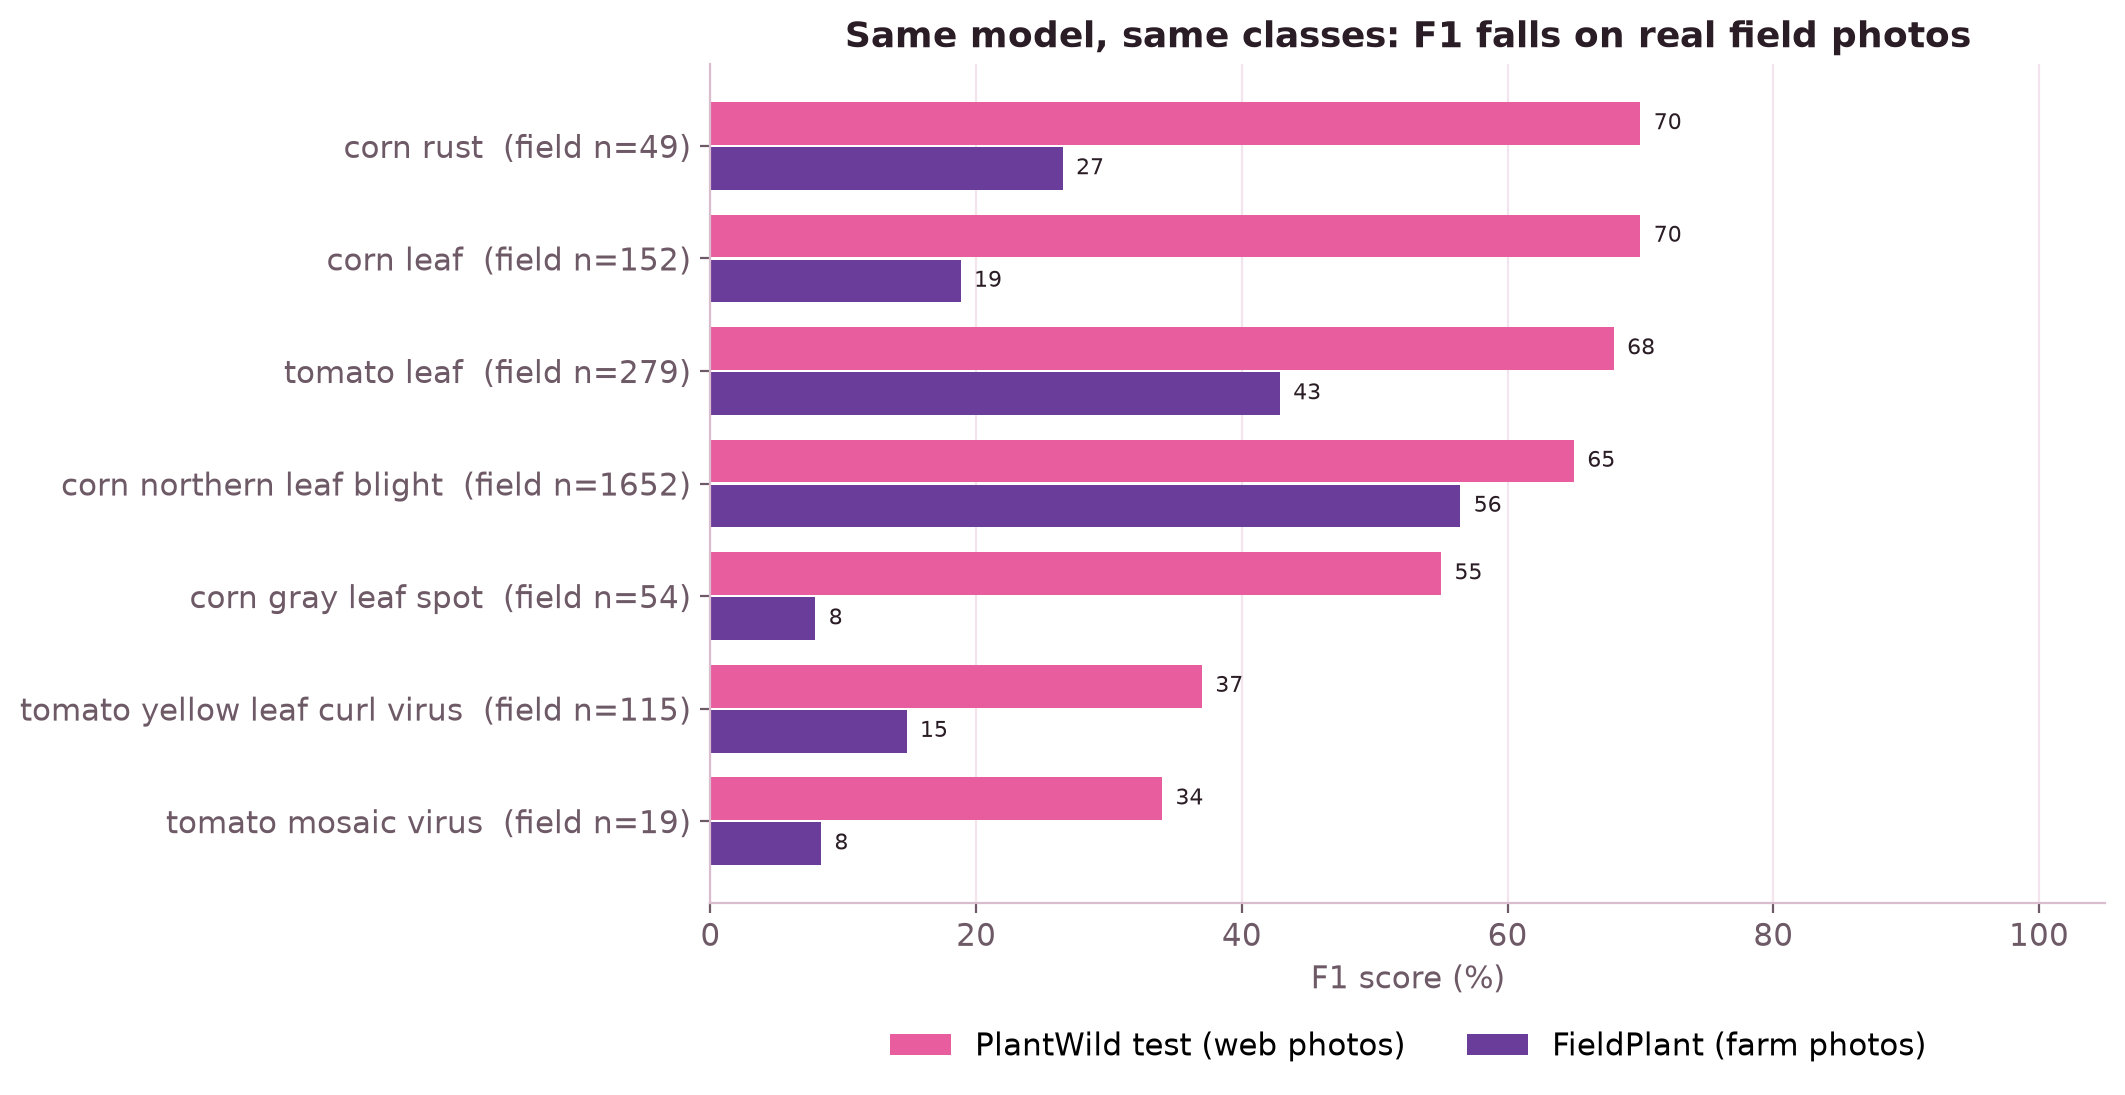 Same model, same classes: F1 falls on real field photos
corn rust  (field n=49)
70
27
corn leaf  (field n=152)
70
19
tomato leaf  (field n=279)
68
43
corn northern leaf blight  (field n=1652)
65
56
corn gray leaf spot  (field n=54)
55
8
tomato yellow leaf curl virus  (field n=115)
37
15
tomato mosaic virus  (field n=19)
34
8
0 20 40 60 80 100
F1 score (%)
PlantWild test (web photos) FieldPlant (farm photos)